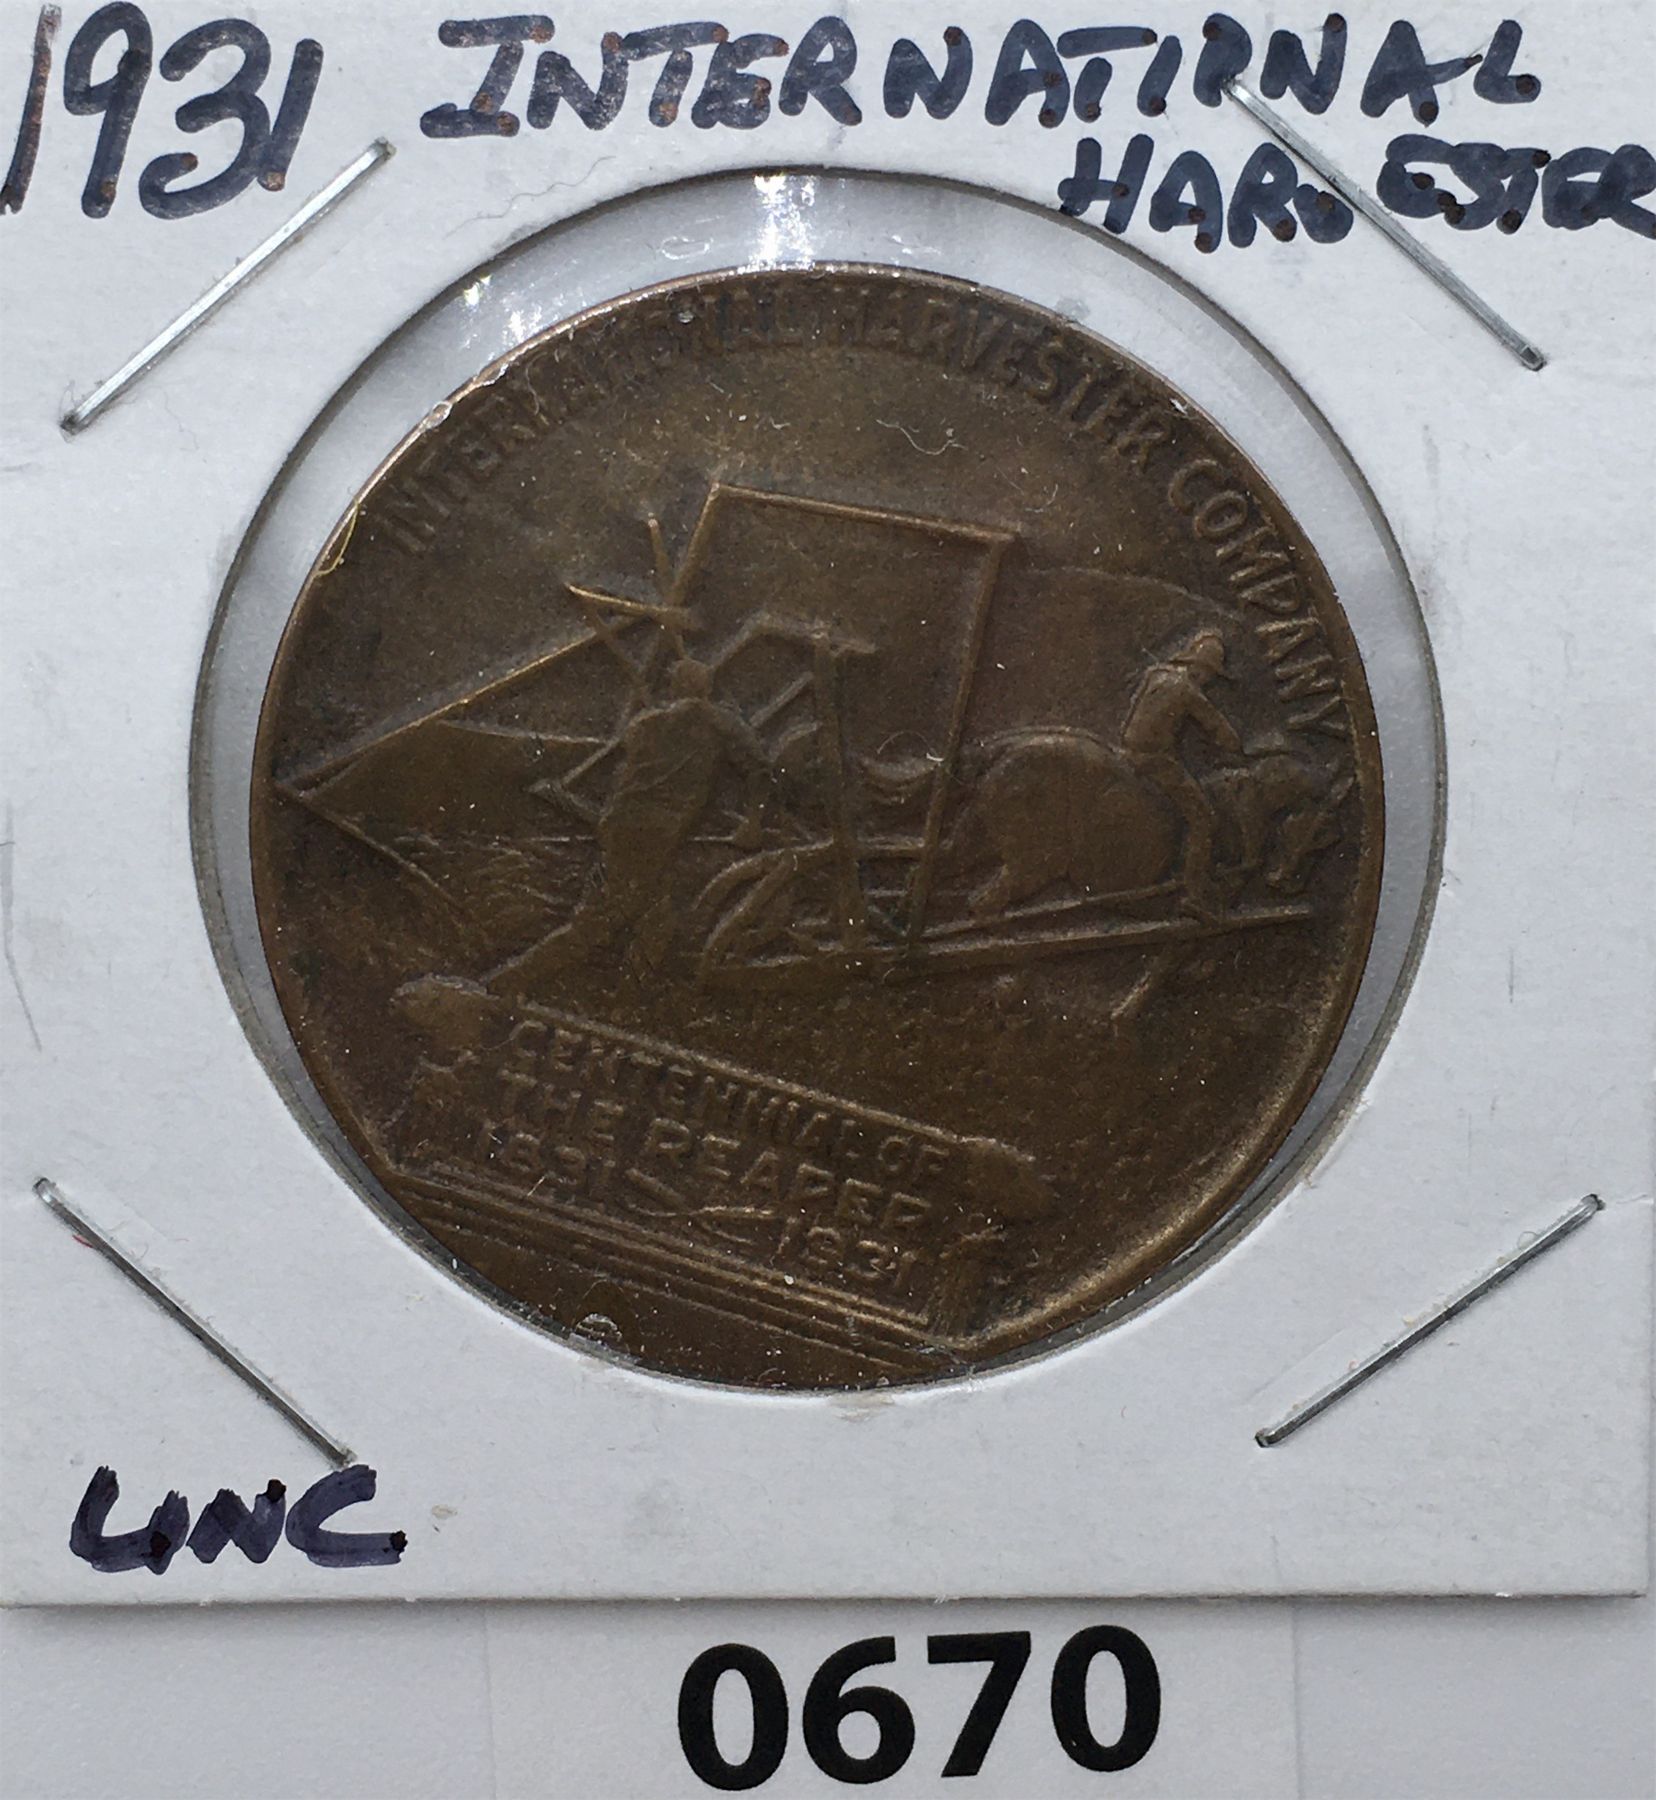 1931 INTERNATIONAL
HARVESTER
INTERNATIONAL HARVESTER COMPANY
CENTENNIAL OF
THE REAPER
1831 1931
UNC.
0670